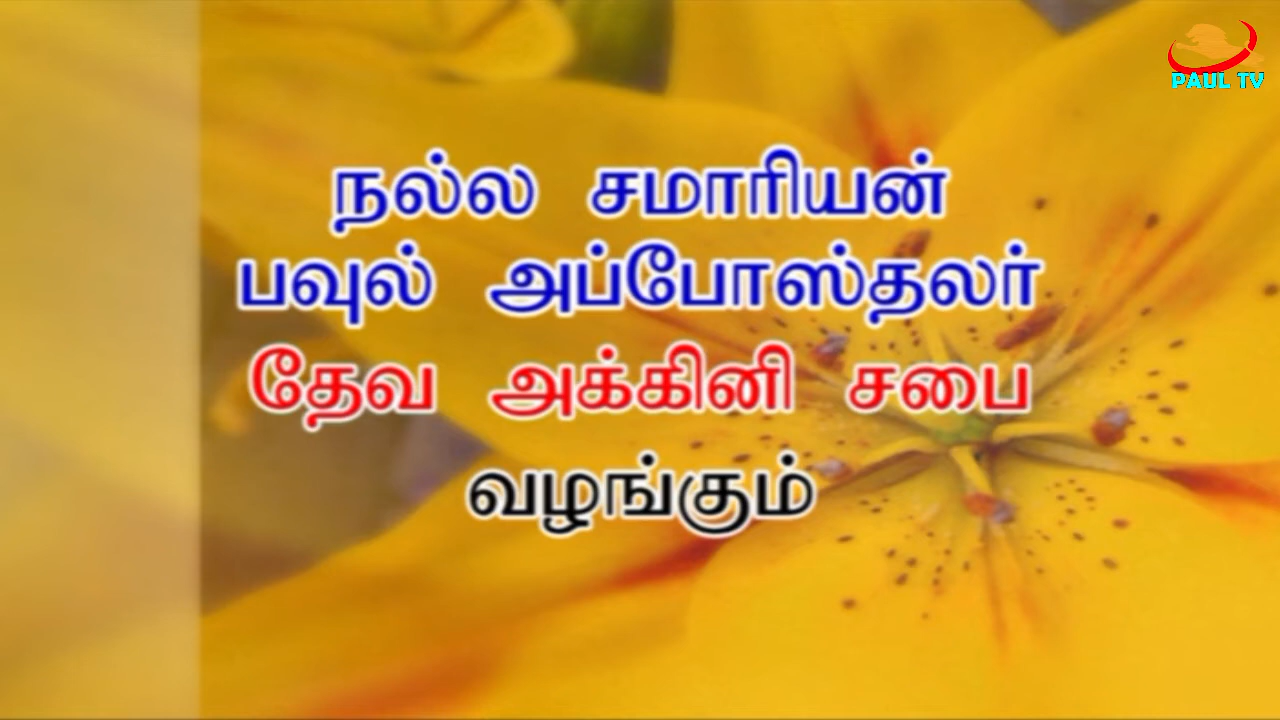 PAUL TV
நல்ல சமாரியன்
பவுல் அப்போஸ்தலர்
தேவ அக்கினி சபை
வழங்கும்